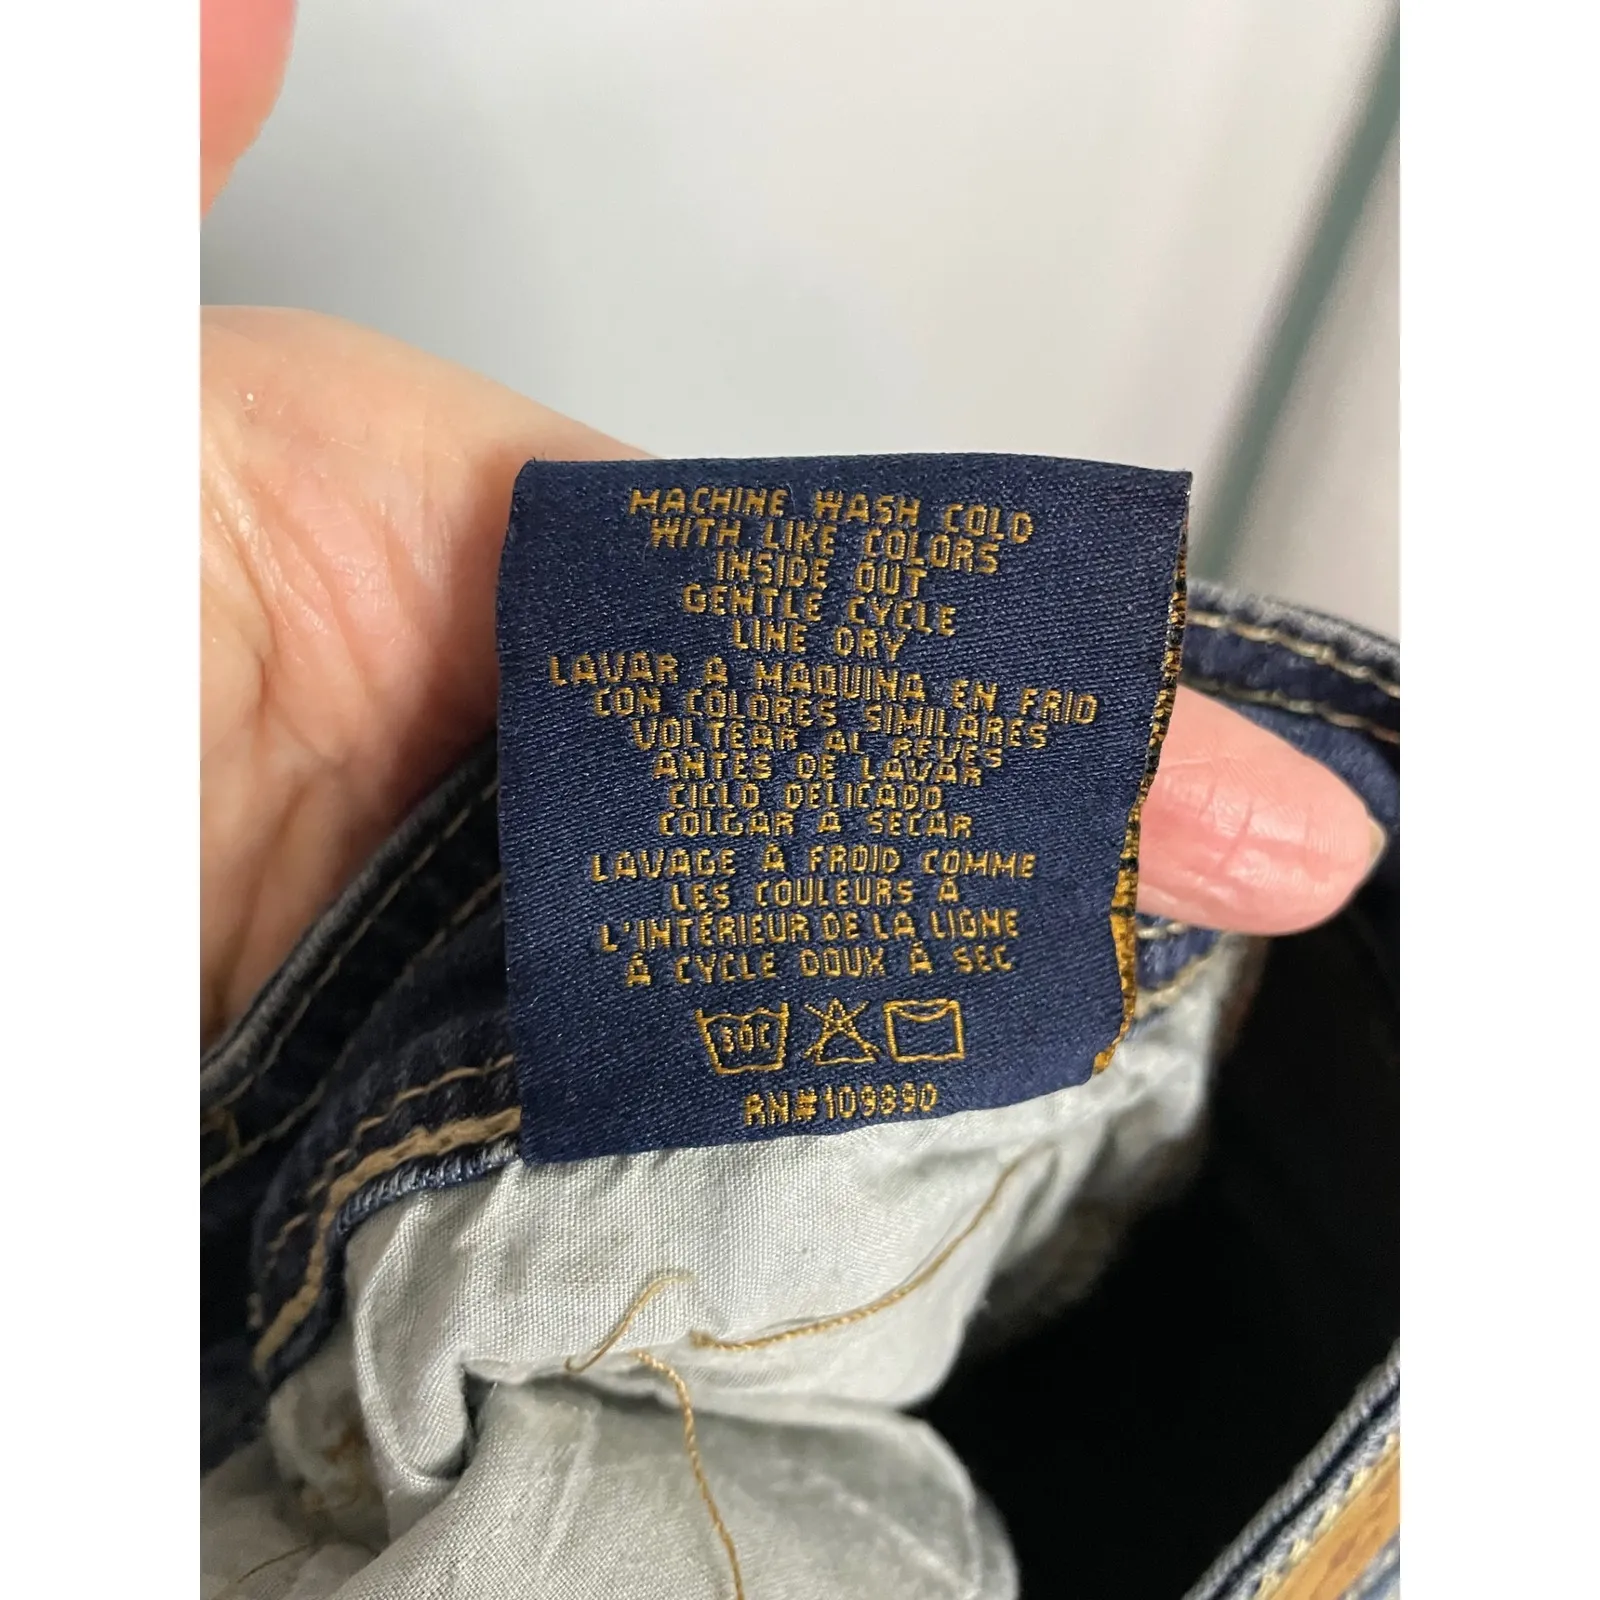 MACHINE WASH COLD
WITH LIKE COLORS
INSIDE OUT
GENTLE CYCLE
LINE DRY
LAVAR A MAQUINA EN FRIO
CON COLORES SIMILARES
VOLTEAR AL REVES
ANTES DE LAVAR
CICLO DELICADO
COLGAR A SECAR
LAVAGE À FROID COMME
LES COULEURS À
L'INTÉRIEUR DE LA LIGNE
À CYCLE DOUX À SEC
30C
RN#109890